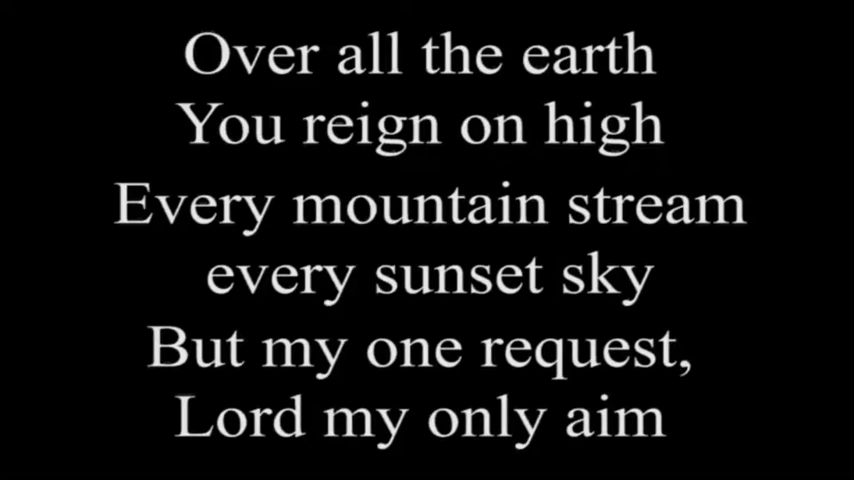 Over all the earth
You reign on high
Every mountain stream
every sunset sky
But my one request,
Lord my only aim